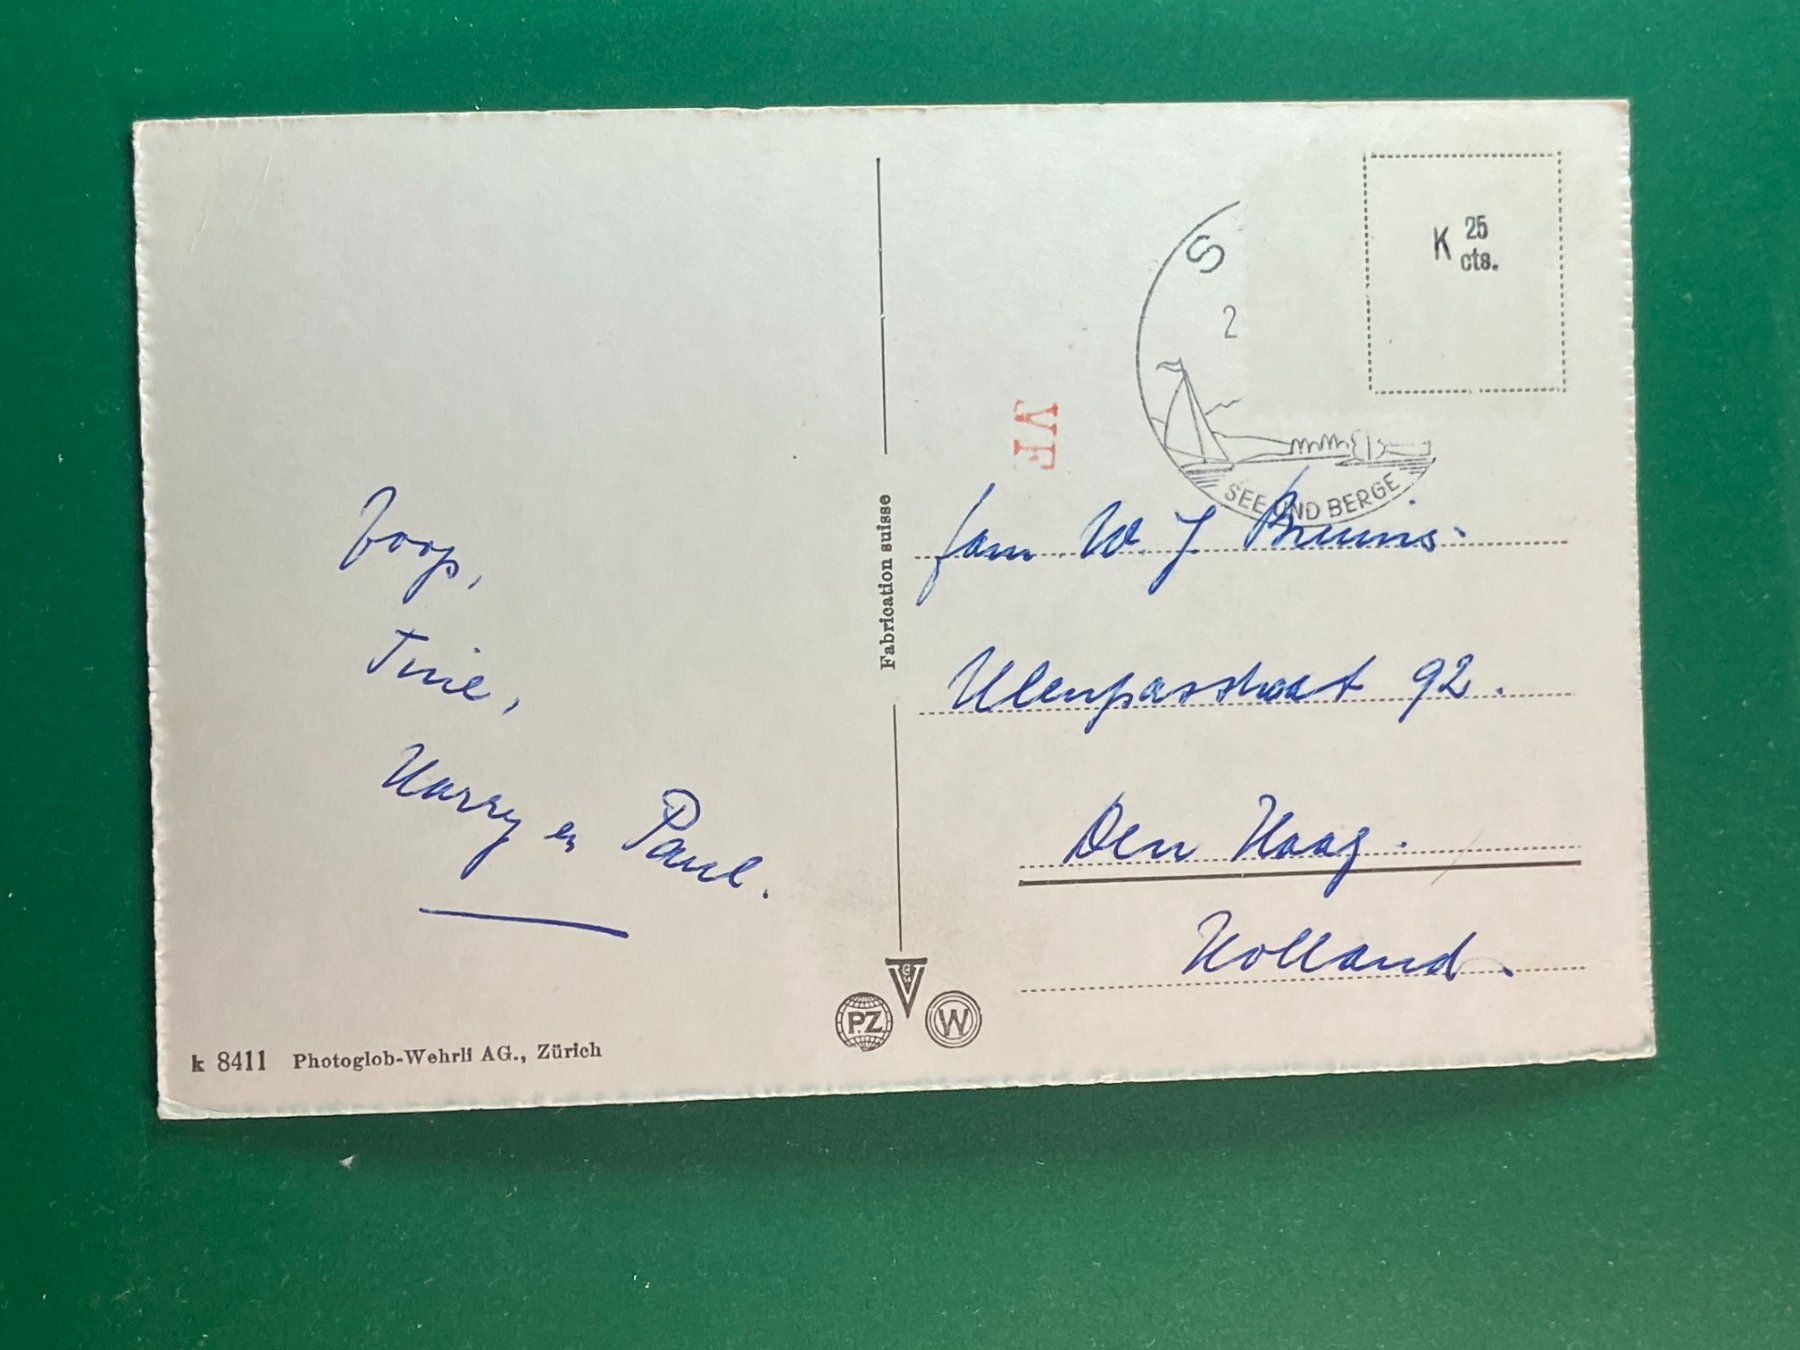 Joop,
Tinie,
Harry en Paul.
k 8411 Photoglob-Wehrli AG., Zürich
Fabrication suisse
PZ
W
S
2
SEE UND BERGE
K 25 cts.
VF
fam W. J Bruins.
Ulenpasstraat 92.
Den Haag.
Holland.